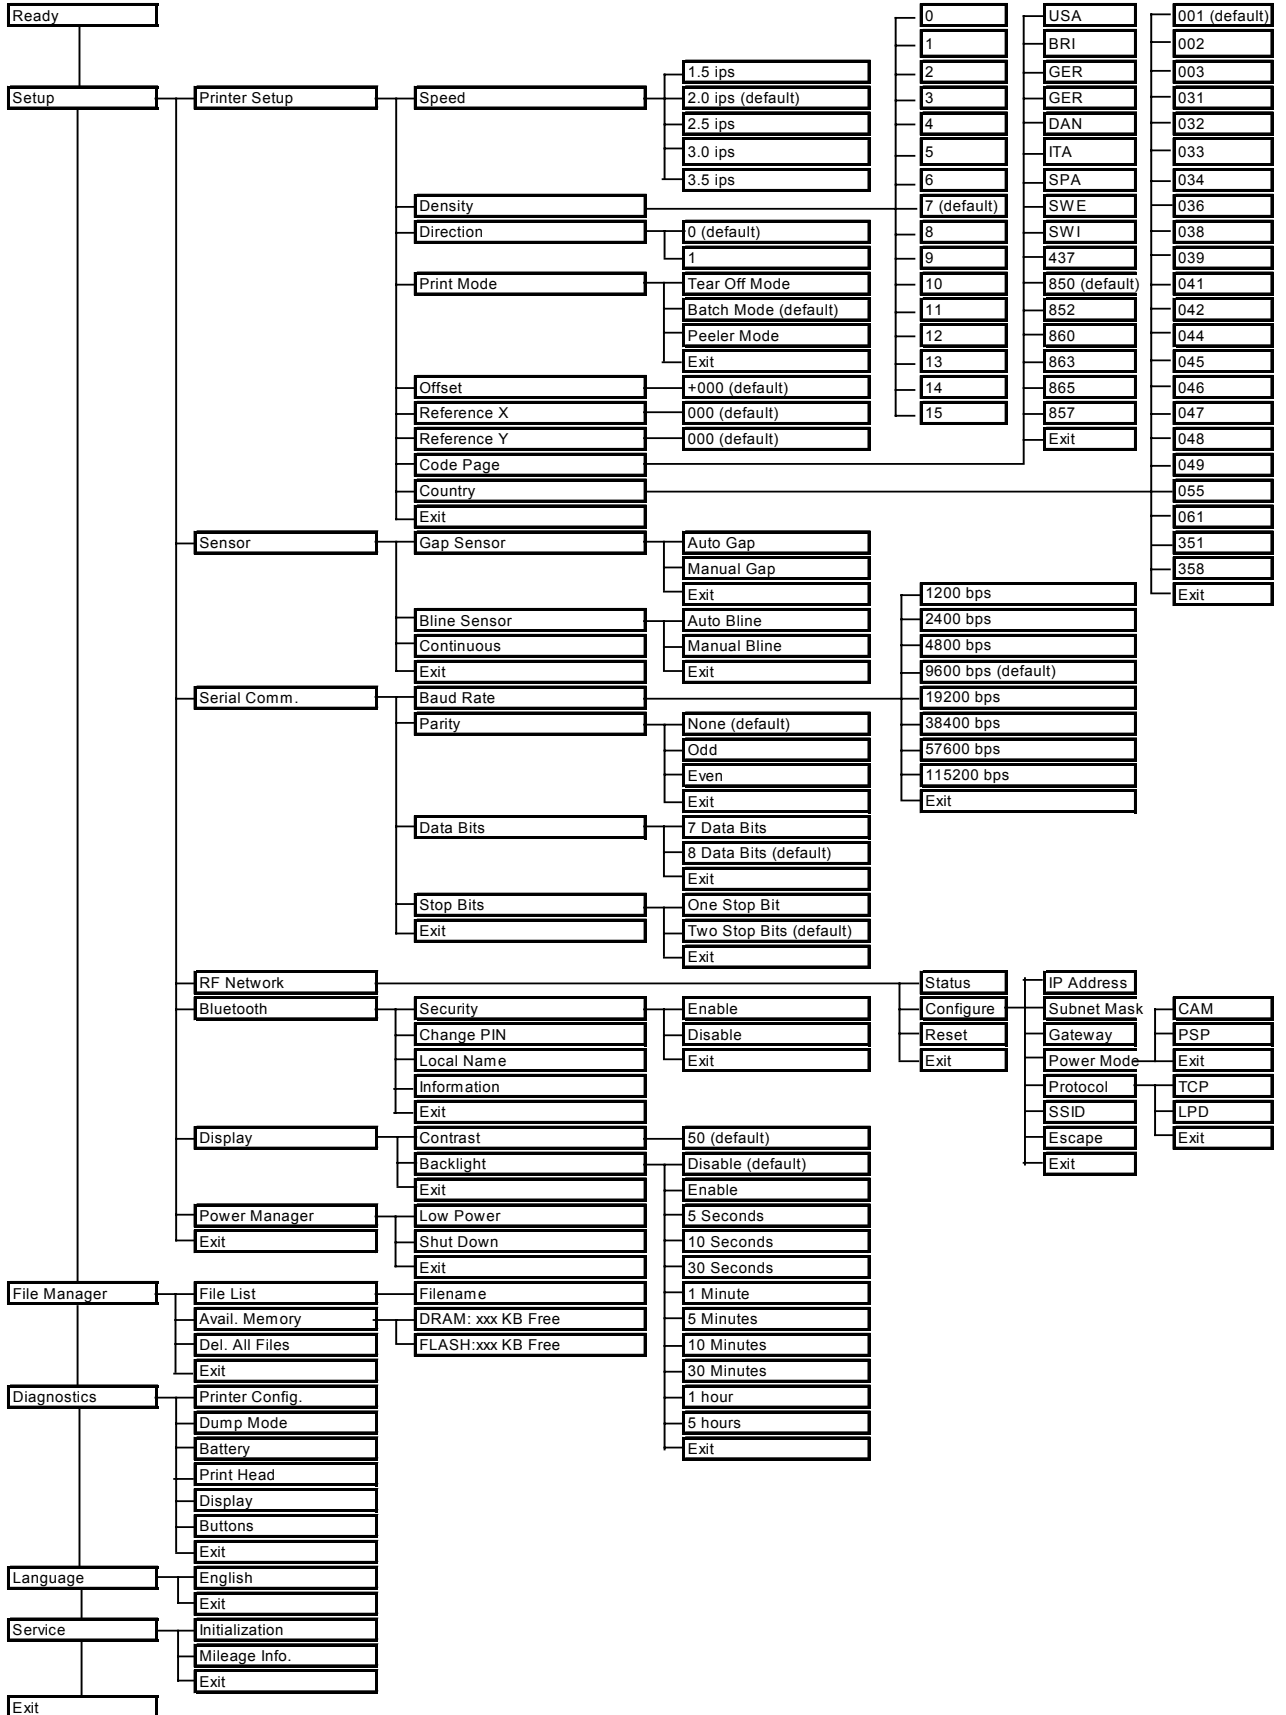 Ready
Setup
Printer Setup
Speed
1.5 ips
2.0 ips (default)
2.5 ips
3.0 ips
3.5 ips
Density
0
1
2
3
4
5
6
7 (default)
8
9
10
11
12
13
14
15
Direction
0 (default)
1
Print Mode
Tear Off Mode
Batch Mode (default)
Peeler Mode
Exit
Offset
+000 (default)
Reference X
000 (default)
Reference Y
000 (default)
Code Page
USA
BRI
GER
GER
DAN
ITA
SPA
SWE
SWI
437
850 (default)
852
860
863
865
857
Exit
Country
001 (default)
002
003
031
032
033
034
036
038
039
041
042
044
045
046
047
048
049
055
061
351
358
Exit
Exit
Sensor
Gap Sensor
Auto Gap
Manual Gap
Exit
Bline Sensor
Auto Bline
Manual Bline
Exit
Continuous
Exit
Serial Comm.
Baud Rate
1200 bps
2400 bps
4800 bps
9600 bps (default)
19200 bps
38400 bps
57600 bps
115200 bps
Exit
Parity
None (default)
Odd
Even
Exit
Data Bits
7 Data Bits
8 Data Bits (default)
Exit
Stop Bits
One Stop Bit
Two Stop Bits (default)
Exit
Exit
RF Network
Status
Configure
IP Address
Subnet Mask
Gateway
Power Mode
CAM
PSP
Exit
Protocol
TCP
LPD
Exit
SSID
Escape
Exit
Reset
Exit
Bluetooth
Security
Enable
Disable
Exit
Change PIN
Local Name
Information
Exit
Display
Contrast
50 (default)
Backlight
Disable (default)
Enable
5 Seconds
10 Seconds
30 Seconds
1 Minute
5 Minutes
10 Minutes
30 Minutes
1 hour
5 hours
Exit
Exit
Power Manager
Low Power
Shut Down
Exit
Exit
File Manager
File List
Filename
Avail. Memory
DRAM: xxx KB Free
FLASH:xxx KB Free
Del. All Files
Exit
Diagnostics
Printer Config.
Dump Mode
Battery
Print Head
Display
Buttons
Exit
Language
English
Exit
Service
Initialization
Mileage Info.
Exit
Exit